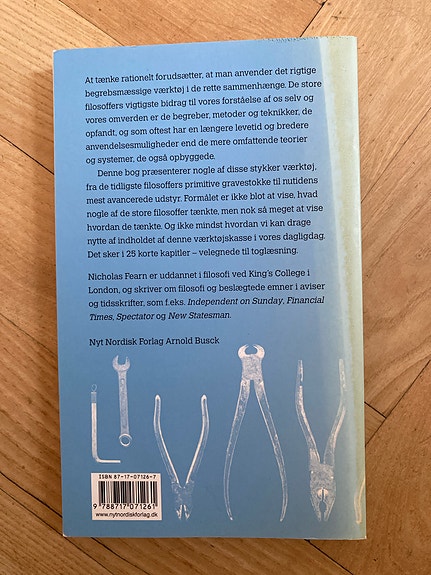 At tænke rationelt forudsætter, at man anvender det rigtige
begrebsmæssige værktøj i de rette sammenhænge. De store
filosoffers vigtigste bidrag til vores forståelse af os selv og
vores omverden er de begreber, metoder og teknikker, de
opfandt, og som oftest har en længere levetid og bredere
anvendelsesmuligheder end de mere omfattende teorier
og systemer, de også opbyggede.
Denne bog præsenterer nogle af disse stykker værktøj,
fra de tidligste filosoffers primitive gravestokke til nutidens
mest avancerede udstyr. Formålet er ikke blot at vise, hvad
nogle af de store filosoffer tænkte, men nok så meget at vise
hvordan de tænkte. Og ikke mindst hvordan vi kan drage
nytte af indholdet af denne værktøjskasse i vores dagligdag.
Det sker i 25 korte kapitler – velegnede til toglæsning.
Nicholas Fearn er uddannet i filosofi ved King's College i
London, og skriver om filosofi og beslægtede emner i aviser
og tidsskrifter, som f.eks. Independent on Sunday, Financial
Times, Spectator og New Statesman.
Nyt Nordisk Forlag Arnold Busck
ISBN 87-17-07126-7
9 788717 071261
www.nytnordiskforlag.dk